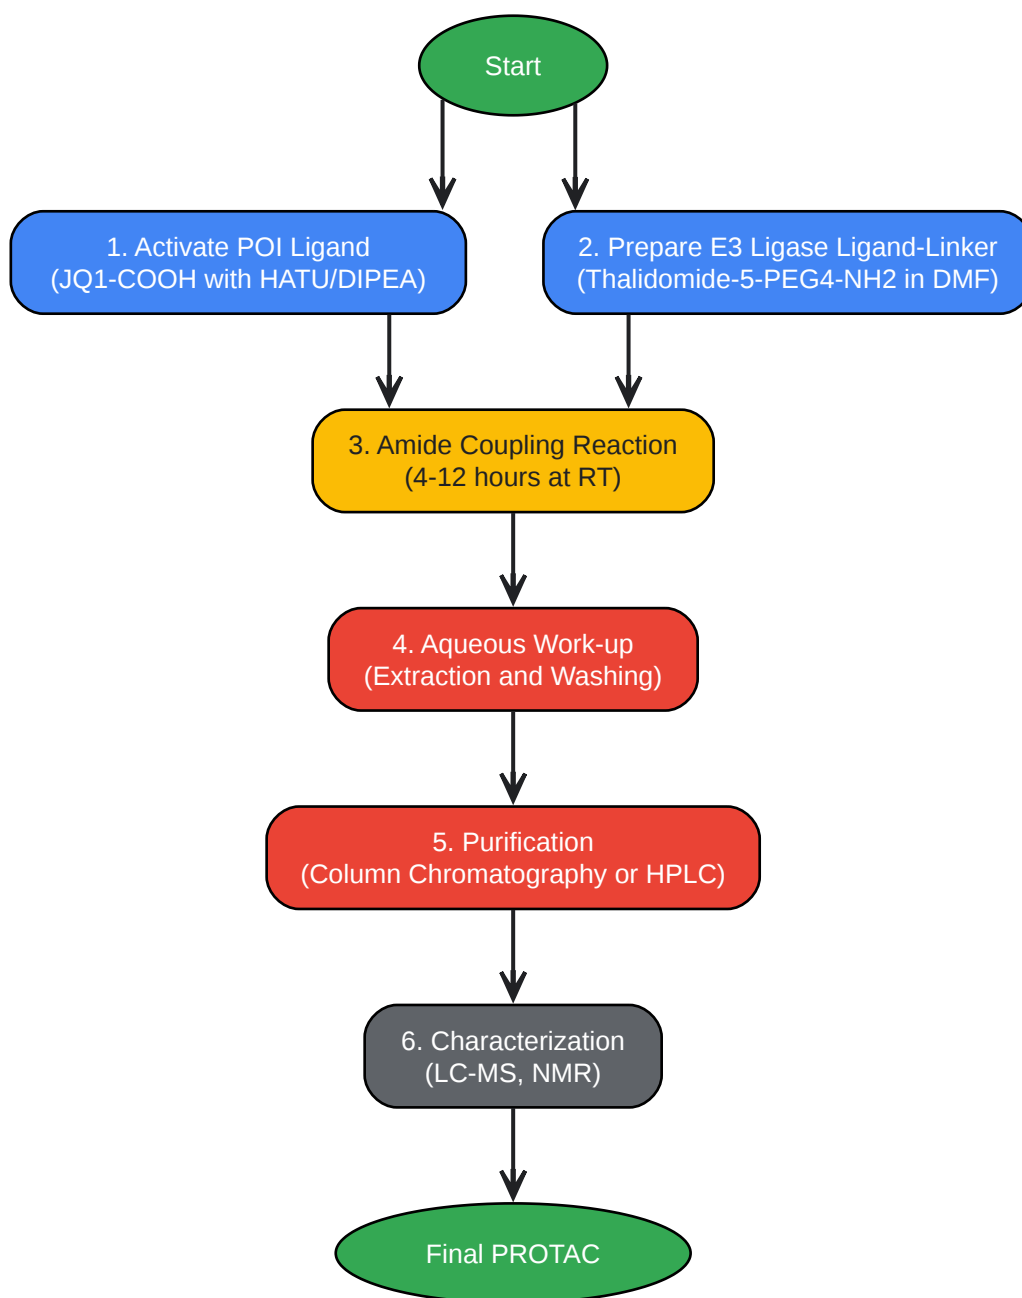 Start
1. Activate POI Ligand
(JQ1-COOH with HATU/DIPEA)
2. Prepare E3 Ligase Ligand-Linker
(Thalidomide-5-PEG4-NH2 in DMF)
3. Amide Coupling Reaction
(4-12 hours at RT)
4. Aqueous Work-up
(Extraction and Washing)
5. Purification
(Column Chromatography or HPLC)
6. Characterization
(LC-MS, NMR)
Final PROTAC